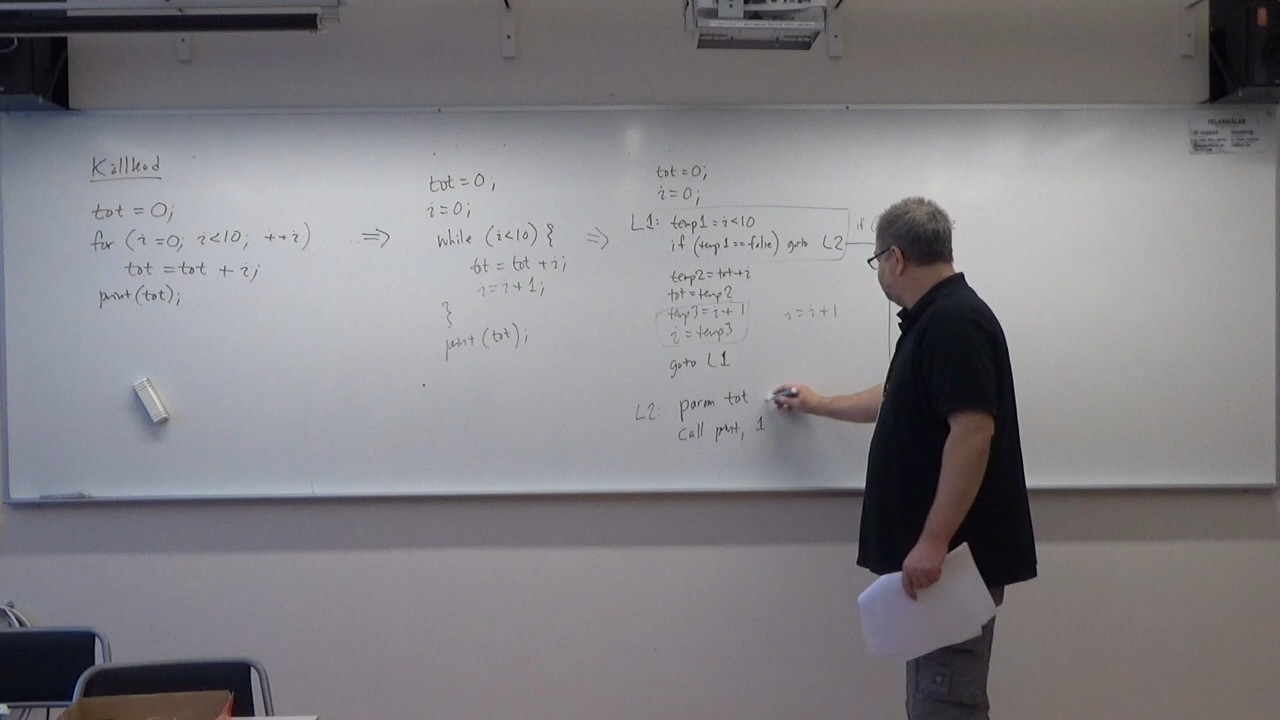 Källkod
tot = 0;
for (i=0; i<10; ++i)
tot = tot + i;
print(tot);
⇒
tot = 0;
i = 0;
while (i<10) {
tot = tot + i;
i = i + 1;
}
print (tot);
⇒
tot = 0;
i = 0;
L1: temp1 = i<10
if (temp1 == false) goto L2
if (
temp2 = tot + i
tot = temp2
temp3 = i + 1
i = temp3
i = i + 1
goto L1
L2: param tot
call print, 1
FELANMÄLAN